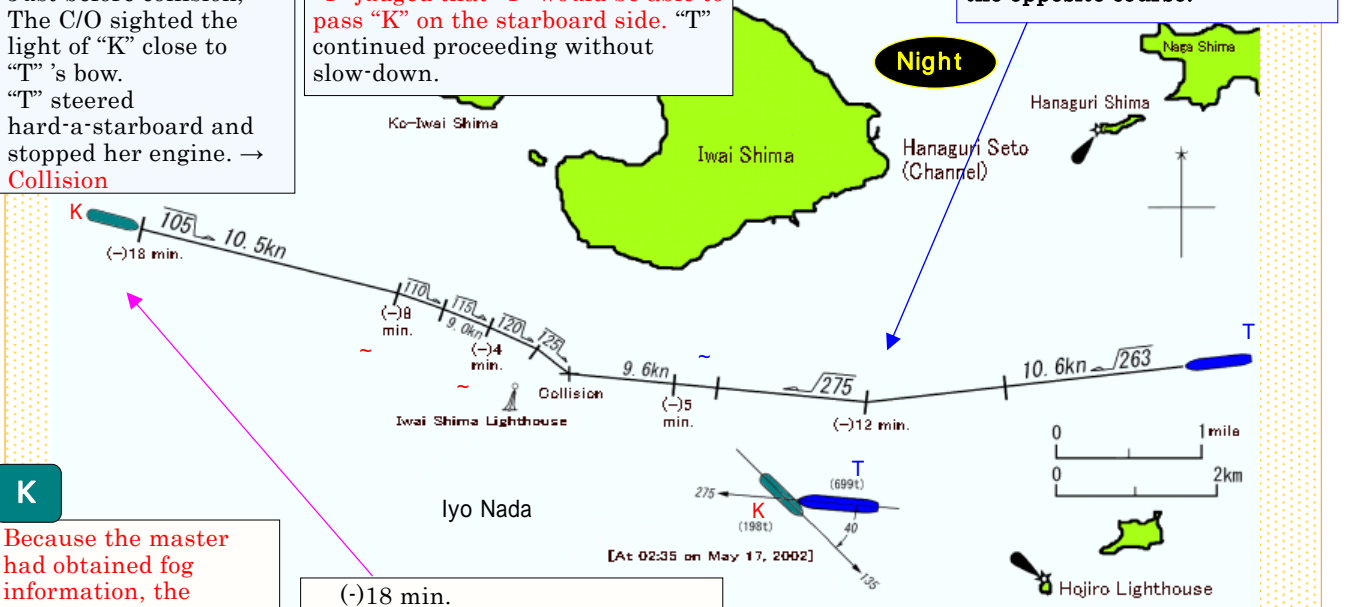 The C/O sighted the
light of “K” close to
“T” ’s bow.
“T” steered
hard-a-starboard and
stopped her engine. →
Collision
pass “K” on the starboard side. “T”
continued proceeding without
slow-down.
the opposite course.
Night
Naga Shima
Hanaguri Shima
Ko-Iwai Shima
Iwai Shima
Hanaguri Seto
(Channel)
K
105
10.5kn
(-)18 min.
110
115
120
125
(-)8
min.
9.0kn
(-)4
min.
~
~
~
Collision
Iwai Shima Lighthouse
9.6kn
(-)5
min.
275
(-)12 min.
10.6kn
263
T
0
1mile
0
2km
K
Iyo Nada
275
K
(198t)
T
(699t)
40
135
[At 02:35 on May 17, 2002]
Hojiro Lighthouse
Because the master
had obtained fog
information, the
(-)18 min.